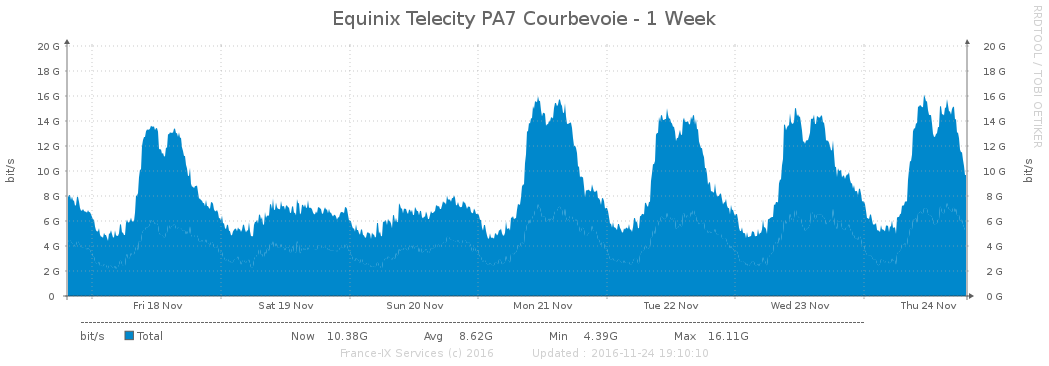 Equinix Telecity PA7 Courbevoie - 1 Week
RRDTOOL / TOBI OETIKER
20 G 20 G
18 G 18 G
16 G 16 G
14 G 14 G
12 G 12 G
10 G 10 G
8 G 8 G
6 G 6 G
4 G 4 G
2 G 2 G
0 0 G
bit/s bit/s
Fri 18 Nov Sat 19 Nov Sun 20 Nov Mon 21 Nov Tue 22 Nov Wed 23 Nov Thu 24 Nov
bit/s Total Now 10.38G Avg 8.62G Min 4.39G Max 16.11G
France-IX Services (c) 2016 Updated : 2016-11-24 19:10:10